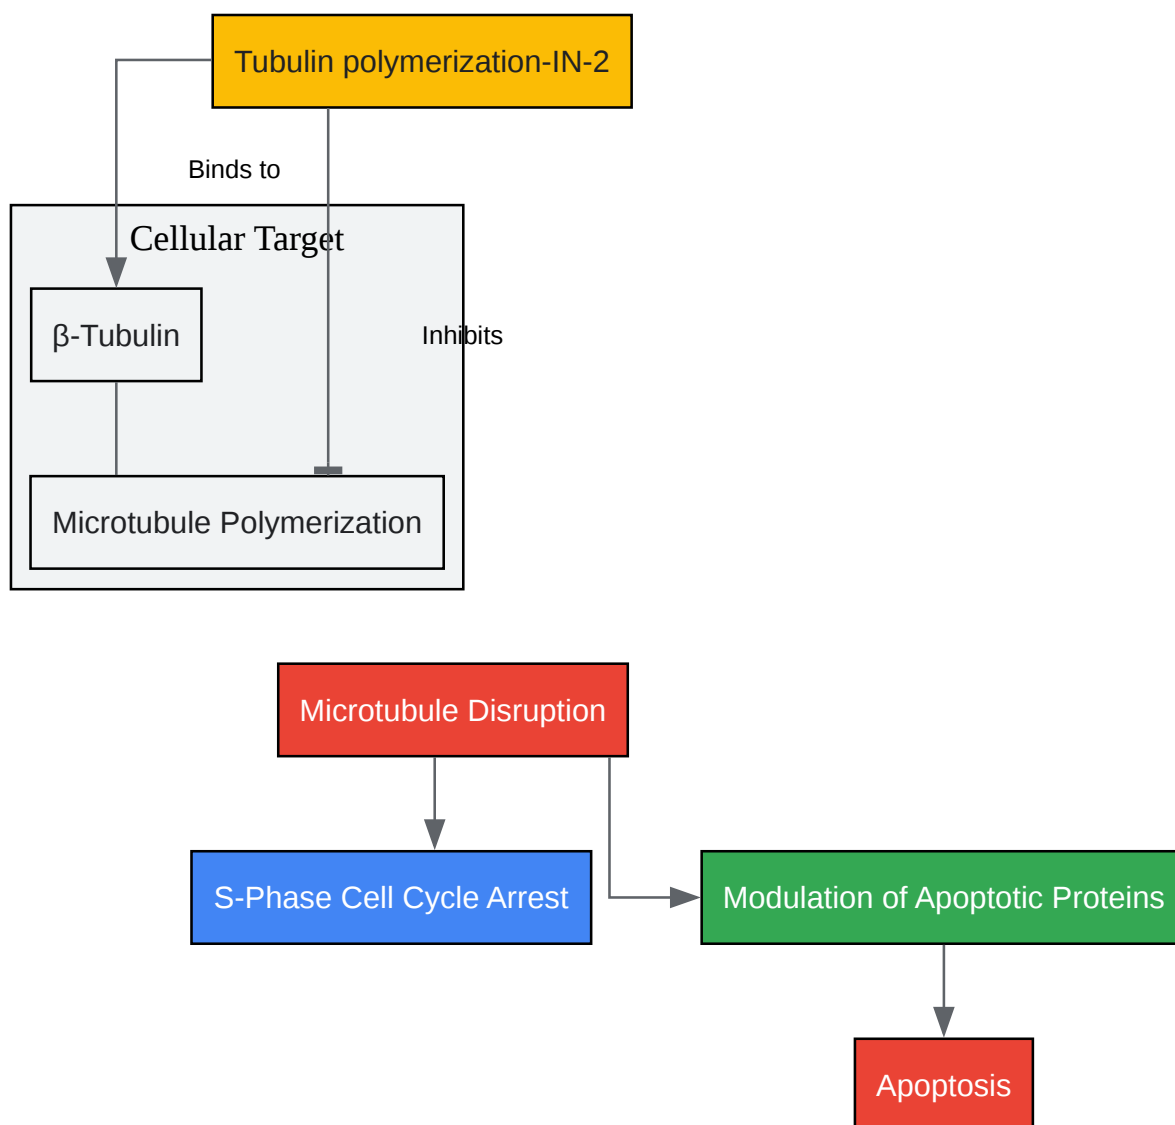 Tubulin polymerization-IN-2
Binds to
Cellular Target
β-Tubulin
Inhibits
Microtubule Polymerization
Microtubule Disruption
S-Phase Cell Cycle Arrest
Modulation of Apoptotic Proteins
Apoptosis